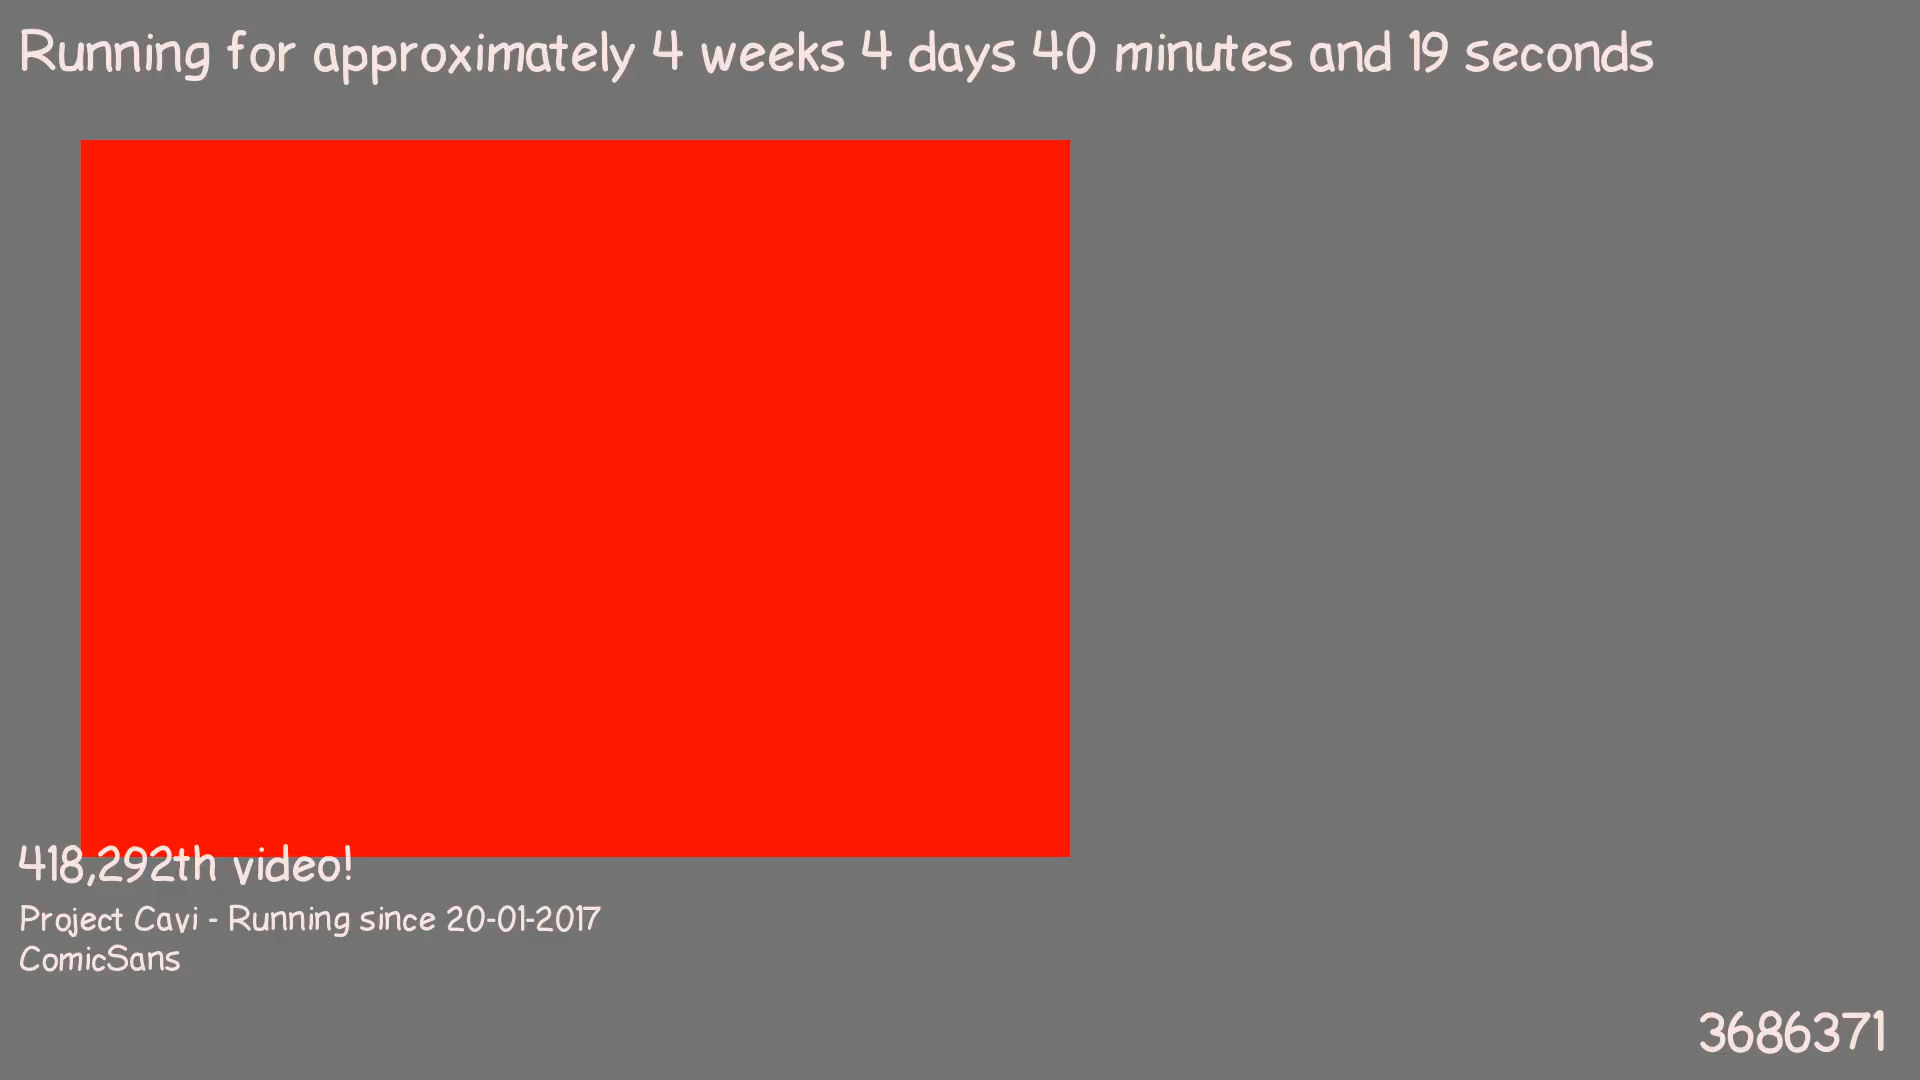 Running for approximately 4 weeks 4 days 40 minutes and 19 seconds
418,292th video!
Project Cavi - Running since 20-01-2017
ComicSans
3686371